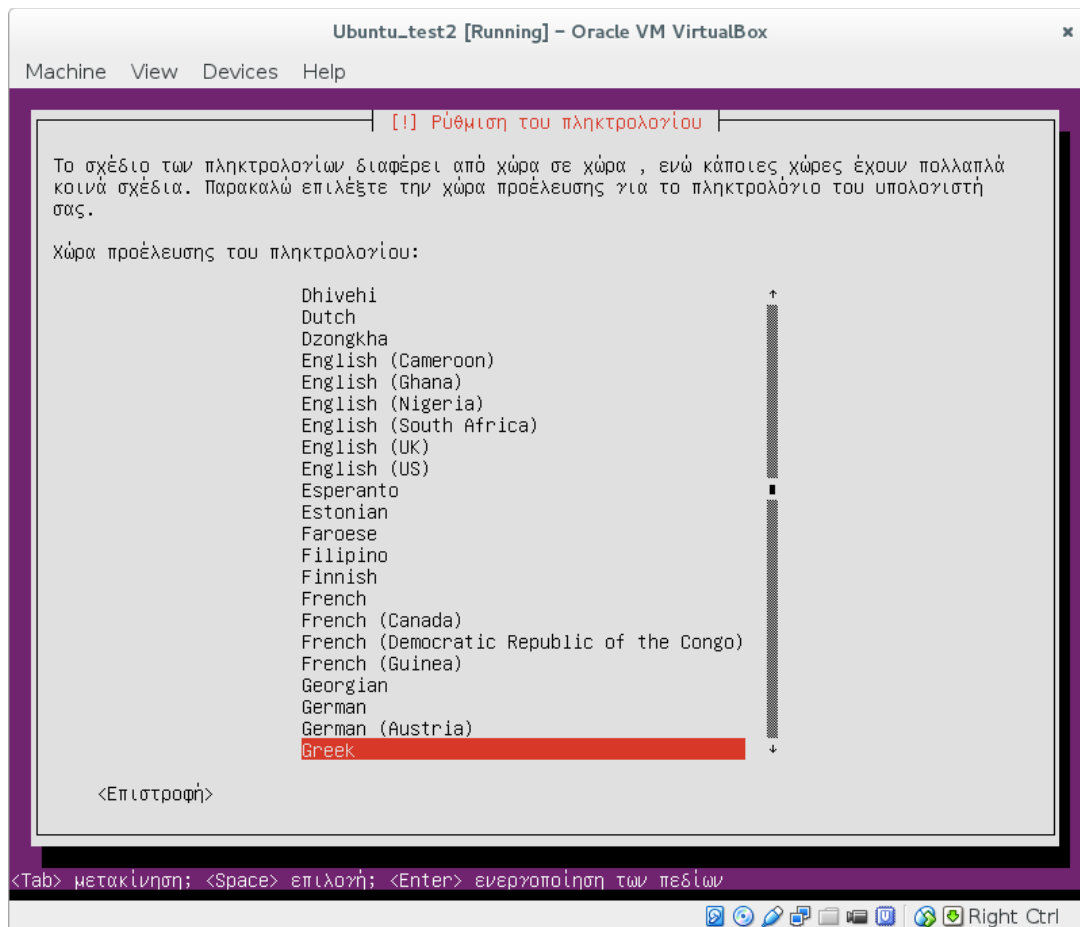 Ubuntu_test2 [Running] – Oracle VM VirtualBox
Machine View Devices Help
[!] Ρύθμιση του πληκτρολογίου
Το σχέδιο των πληκτρολογίων διαφέρει από χώρα σε χώρα , ενώ κάποιες χώρες έχουν πολλαπλά
κοινά σχέδια. Παρακαλώ επιλέξτε την χώρα προέλευσης για το πληκτρολόγιο του υπολογιστή
σας.
Χώρα προέλευσης του πληκτρολογίου:
Dhivehi
Dutch
Dzongkha
English (Cameroon)
English (Ghana)
English (Nigeria)
English (South Africa)
English (UK)
English (US)
Esperanto
Estonian
Faroese
Filipino
Finnish
French
French (Canada)
French (Democratic Republic of the Congo)
French (Guinea)
Georgian
German
German (Austria)
Greek
<Επιστροφή>
<Tab> μετακίνηση; <Space> επιλογή; <Enter> ενεργοποίηση των πεδίων
Right Ctrl